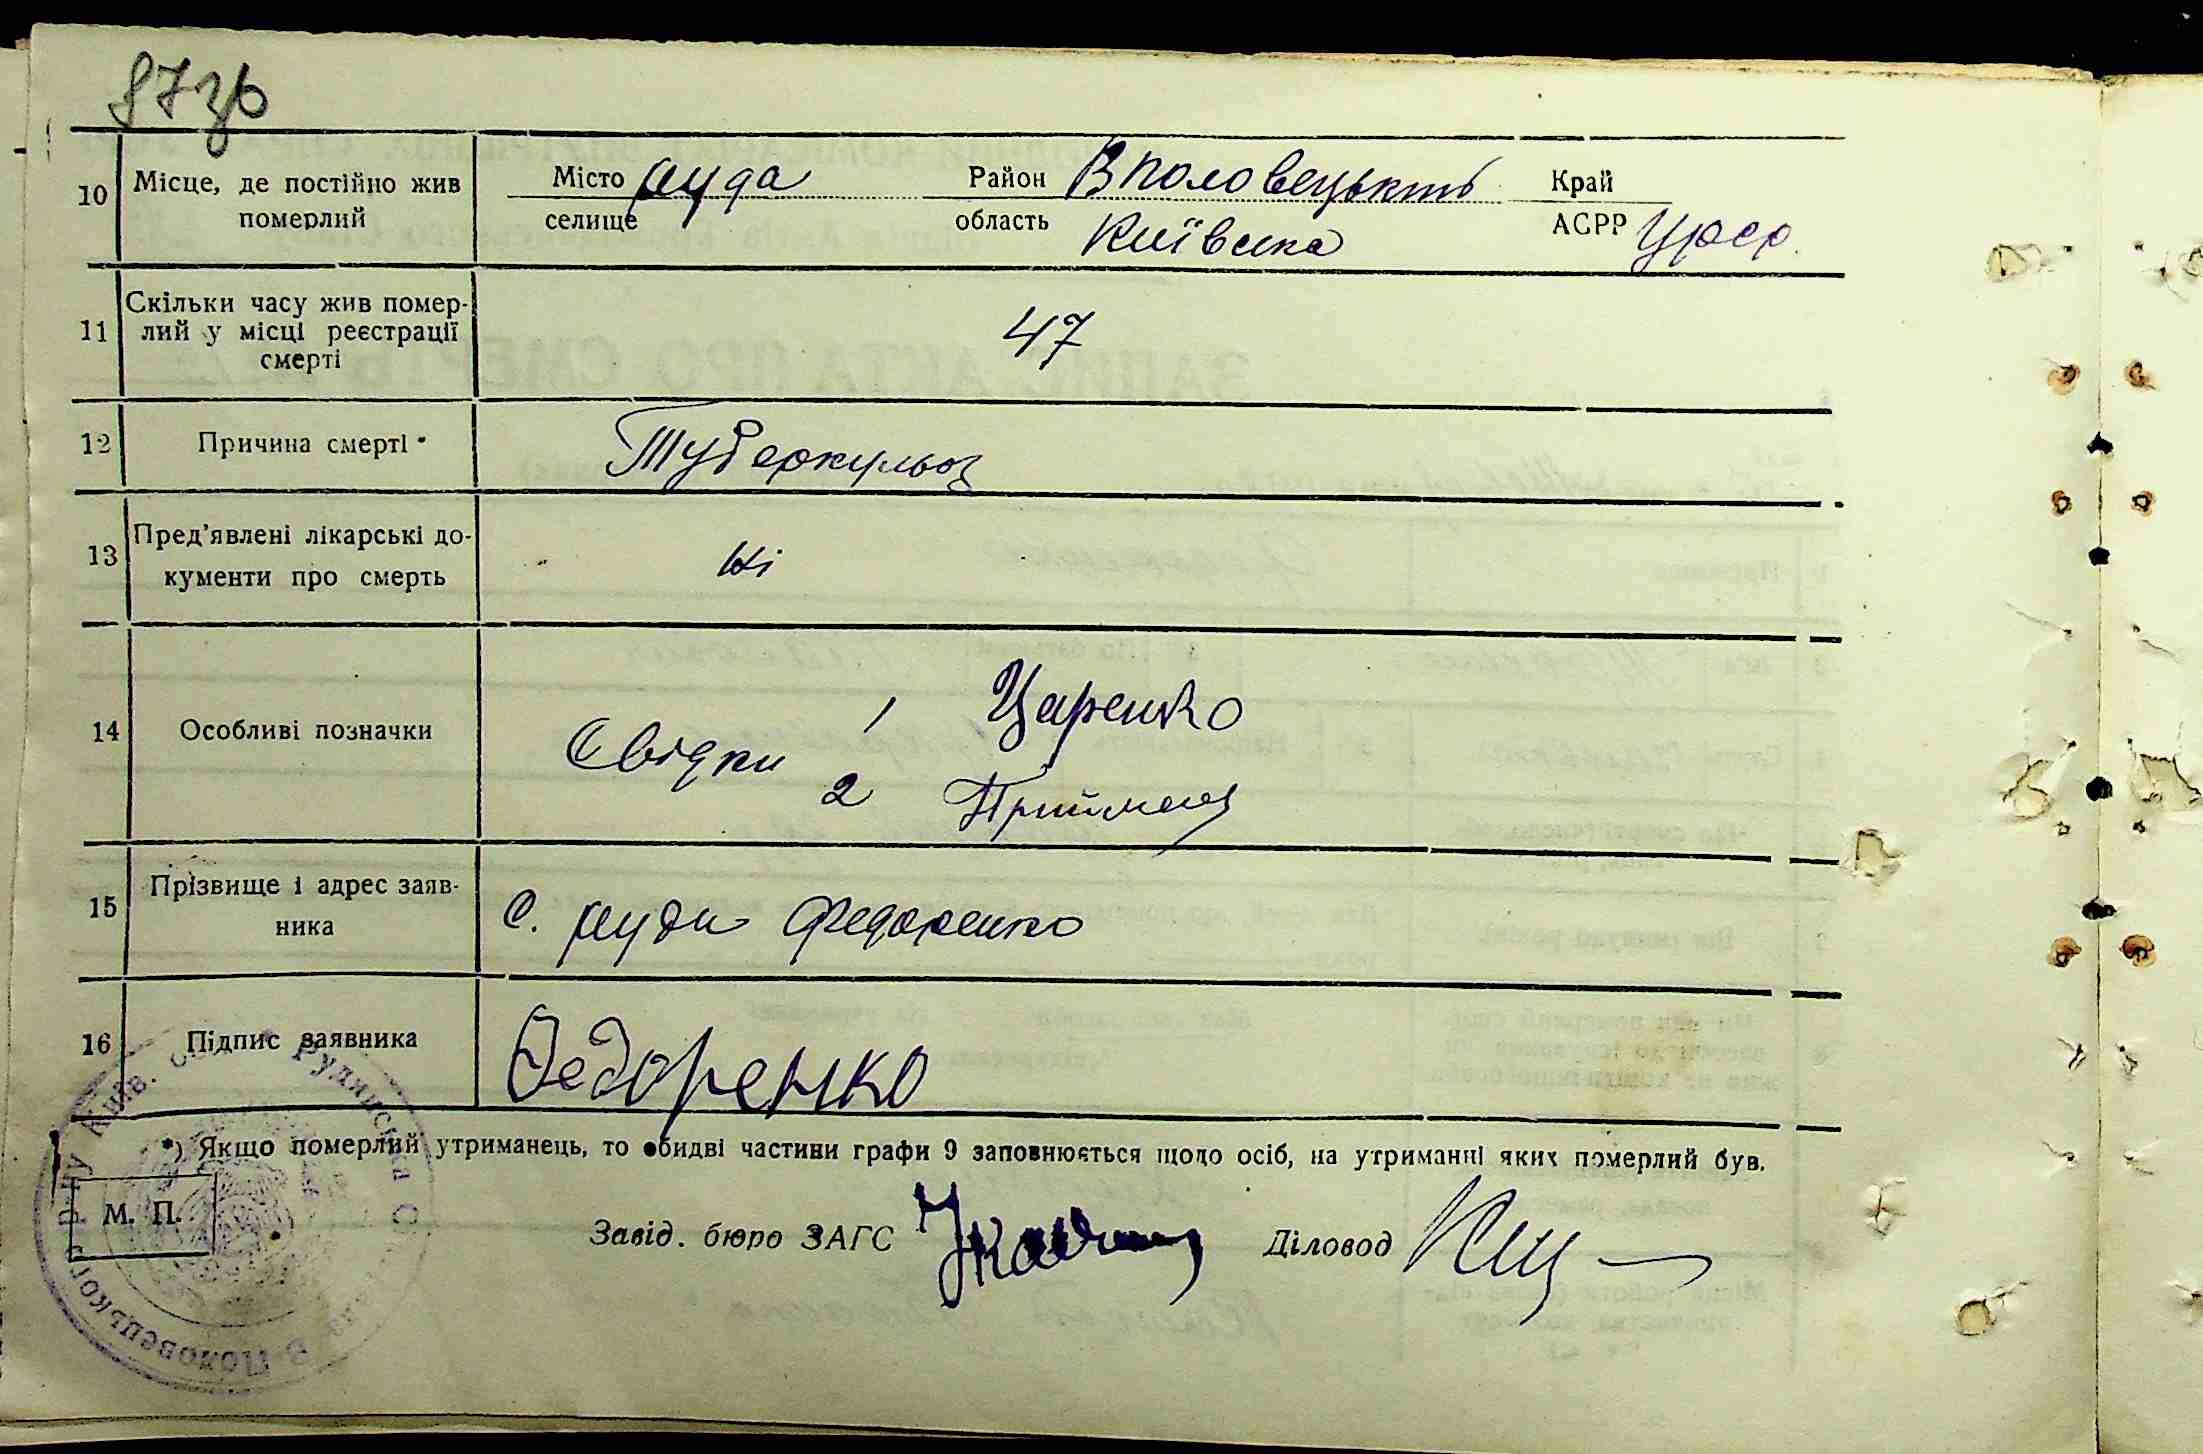 87зв
10 Місце, де постійно жив померлий
Місто Руда Район В Половецький Край
селище область Київська АСРР УРСР
11 Скільки часу жив помер-
лий у місці реєстрації
смерті
47
12 Причина смерті
Туберкульоз
13 Пред'явлені лікарські до-
кументи про смерть
Ні
14 Особливі позначки
Свідки 1 Царенко
2 Приймак
15 Прізвище і адрес заяв-
ника
с. Руди Федоренко
16 Підпис заявника
Федоренко
*) Якщо померлий утриманець, то обидві частини графи 9 заповнюється щодо осіб, на утриманні яких померлий був.
М. П.
Завід. бюро ЗАГС
Діловод